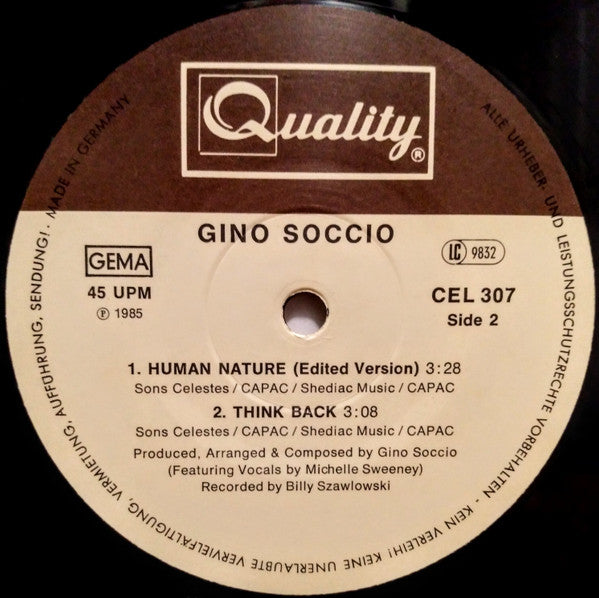 Quality®
GINO SOCCIO
GEMA
LC 9832
45 UPM
℗ 1985
CEL 307
Side 2
1. HUMAN NATURE (Edited Version) 3:28
Sons Celestes / CAPAC / Shediac Music / CAPAC
2. THINK BACK 3:08
Sons Celestes / CAPAC / Shediac Music / CAPAC
Produced, Arranged & Composed by Gino Soccio
(Featuring Vocals by Michelle Sweeney)
Recorded by Billy Szawlowski
ALLE URHEBER- UND LEISTUNGSSCHUTZRECHTE VORBEHALTEN - KEIN VERLEIH! KEINE UNERLAUBTE VERVIELFÄLTIGUNG, VERMIETUNG, AUFFÜHRUNG, SENDUNG! · MADE IN GERMANY